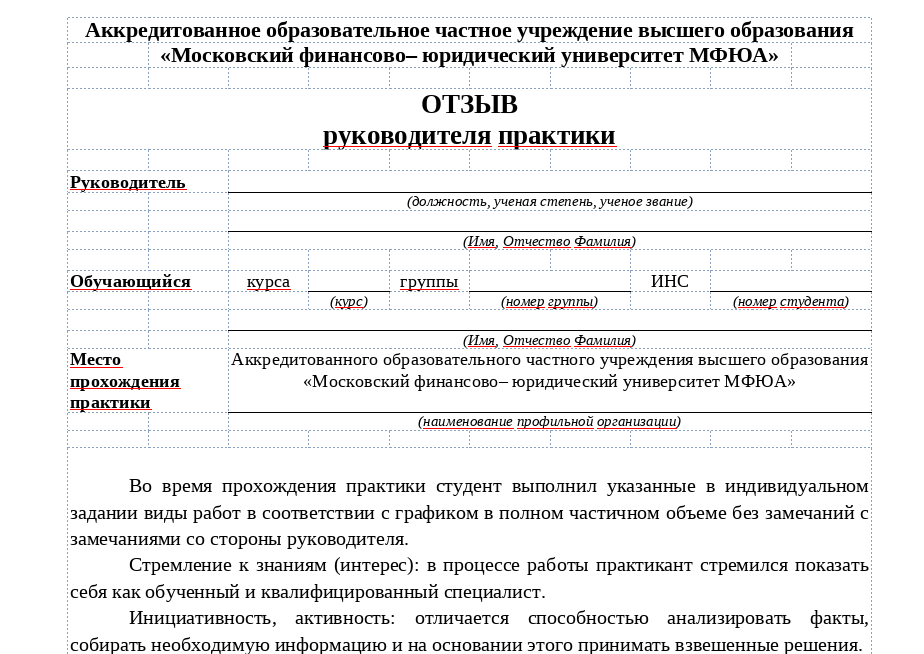 Аккредитованное образовательное частное учреждение высшего образования
«Московский финансово– юридический университет МФЮА»
ОТЗЫВ
руководителя практики
Руководитель
(должность, ученая степень, ученое звание)
(Имя, Отчество Фамилия)
Обучающийся курса группы ИНС
(курс) (номер группы) (номер студента)
(Имя, Отчество Фамилия)
Место Аккредитованного образовательного частного учреждения высшего образования
прохождения «Московский финансово– юридический университет МФЮА»
практики
(наименование профильной организации)
Во время прохождения практики студент выполнил указанные в индивидуальном
задании виды работ в соответствии с графиком в полном частичном объеме без замечаний с
замечаниями со стороны руководителя.
Стремление к знаниям (интерес): в процессе работы практикант стремился показать
себя как обученный и квалифицированный специалист.
Инициативность, активность: отличается способностью анализировать факты,
собирать необходимую информацию и на основании этого принимать взвешенные решения.